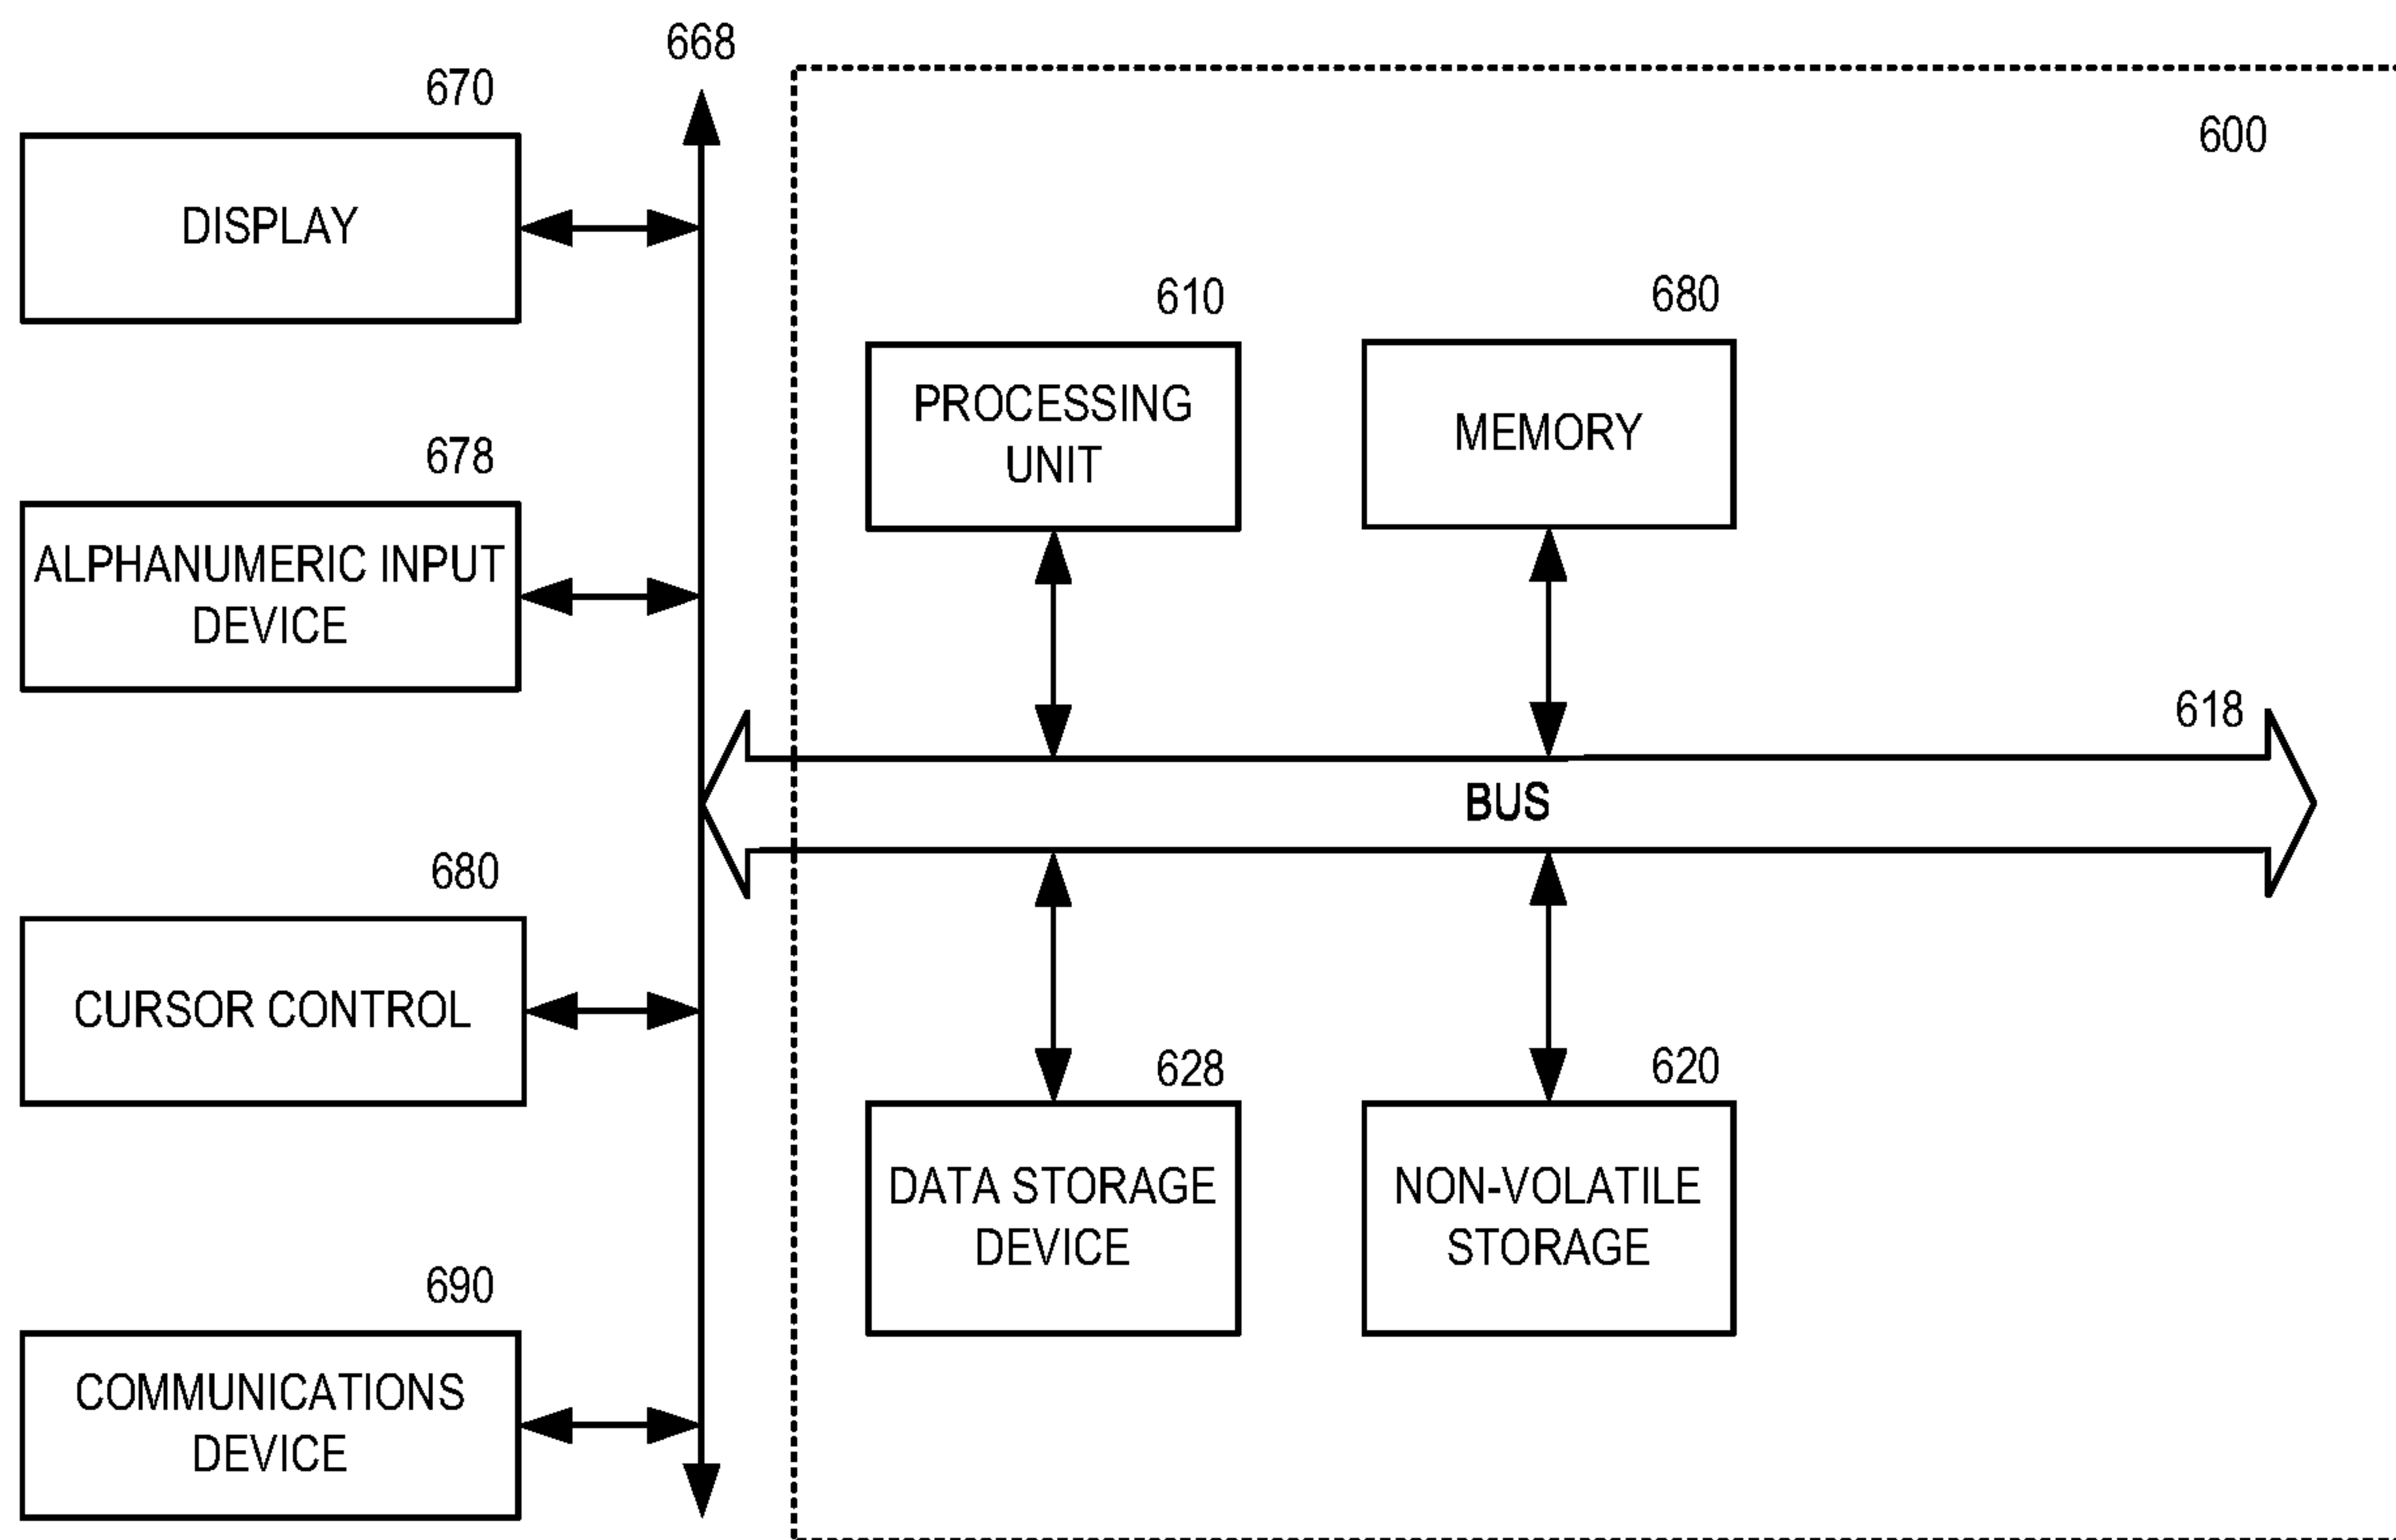 668
670
600
DISPLAY
610
680
PROCESSING
UNIT
MEMORY
678
ALPHANUMERIC INPUT
DEVICE
618
BUS
680
CURSOR CONTROL
628
620
DATA STORAGE
DEVICE
NON-VOLATILE
STORAGE
690
COMMUNICATIONS
DEVICE